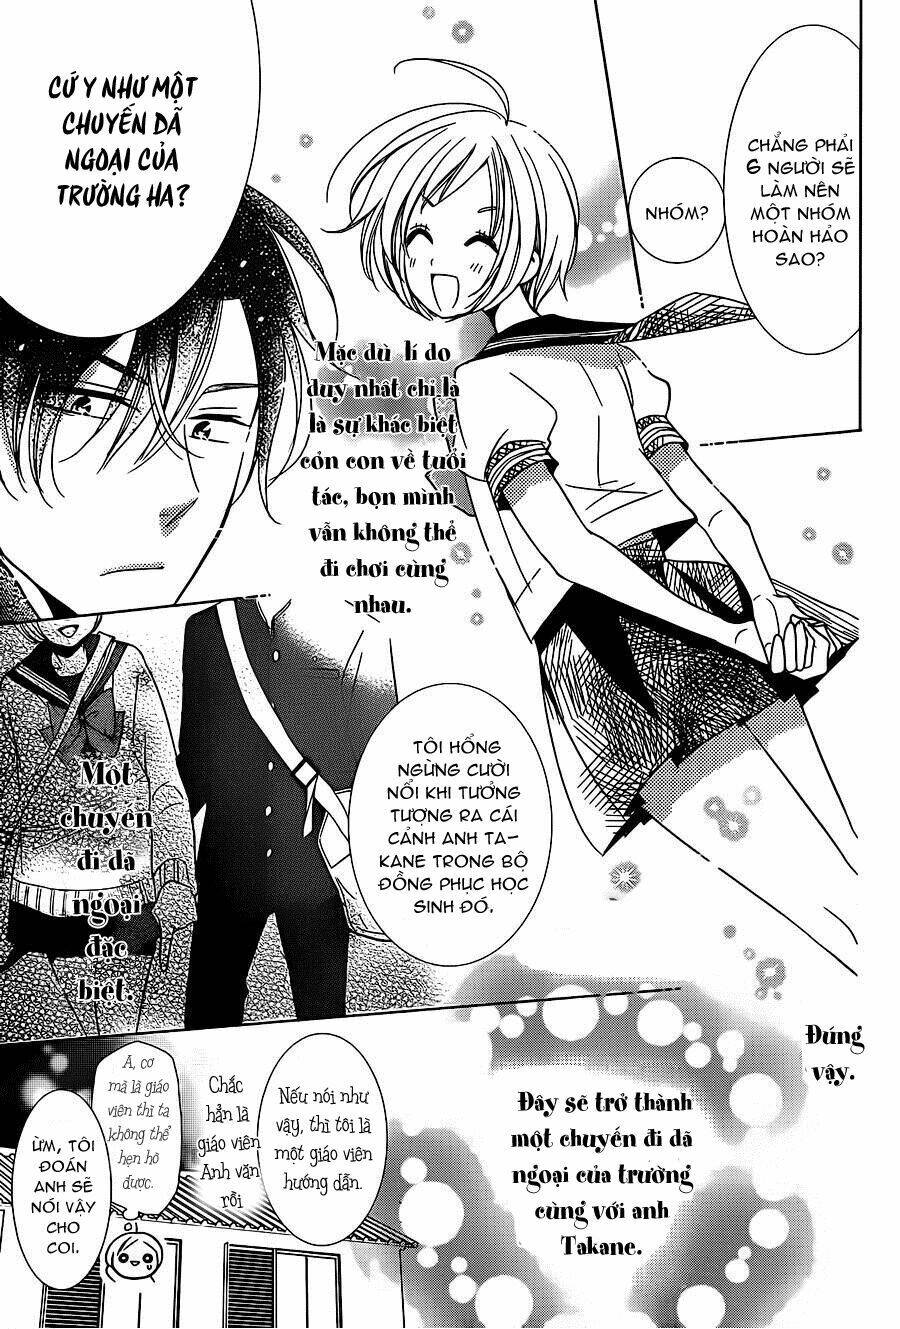 CHẲNG PHẢI
6 NGƯỜI SẼ
LÀM NÊN
MỘT NHÓM
HOÀN HẢO
SAO?
NHÓM?
CỨ Y NHƯ MỘT
CHUYẾN DÃ
NGOẠI CỦA
TRƯỜNG HA?
Mặc dù lí do
duy nhất chỉ là
là sự khác biệt
cỏn con về tuổi
tác, bọn mình
vẫn không thể
đi chơi cùng
nhau.
TÔI HỔNG
NGỪNG CƯỜI
NỔI KHI TƯỞNG
TƯỢNG RA CÁI
CẢNH ANH TA-
KANE TRONG BỘ
ĐỒNG PHỤC HỌC
SINH ĐÓ.
Một
chuyến
đi dã
ngoại
đặc
biệt.
Đúng
vậy.
Đây sẽ trở thành
một chuyến đi dã
ngoại của trường
cùng với anh
Takane.
Nếu nói như
vậy, thì tôi là
một giáo viên
hướng dẫn.
Chắc
hẳn là
giáo viên
Anh văn
rồi
A, cơ
mà là giáo
viên thì ta
không thể
hẹn hò
được.
ỪM, TÔI
ĐOÁN
ANH SẼ
NÓI VẬY
CHO
COI.